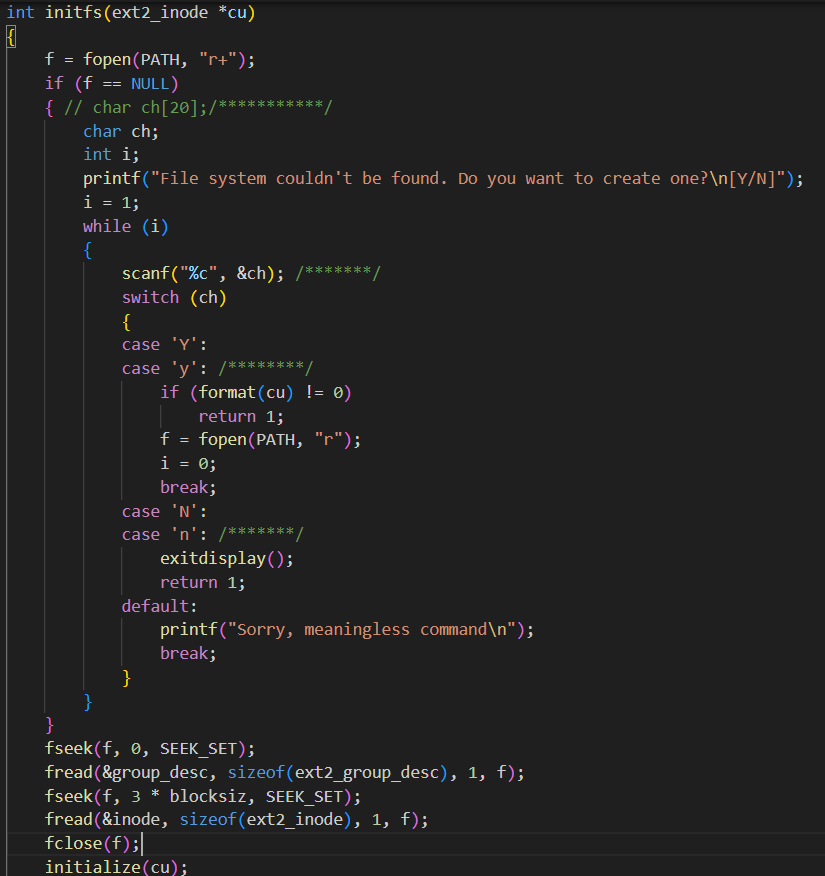 int initfs(ext2_inode *cu)
{
    f = fopen(PATH, "r+");
    if (f == NULL)
    { // char ch[20];/***********/
        char ch;
        int i;
        printf("File system couldn't be found. Do you want to create one?\n[Y/N]");
        i = 1;
        while (i)
        {
            scanf("%c", &ch); /*******/
            switch (ch)
            {
            case 'Y':
            case 'y': /********/
                if (format(cu) != 0)
                    return 1;
                f = fopen(PATH, "r");
                i = 0;
                break;
            case 'N':
            case 'n': /*******/
                exitdisplay();
                return 1;
            default:
                printf("Sorry, meaningless command\n");
                break;
            }
        }
    }
    fseek(f, 0, SEEK_SET);
    fread(&group_desc, sizeof(ext2_group_desc), 1, f);
    fseek(f, 3 * blocksiz, SEEK_SET);
    fread(&inode, sizeof(ext2_inode), 1, f);
    fclose(f);
    initialize(cu);